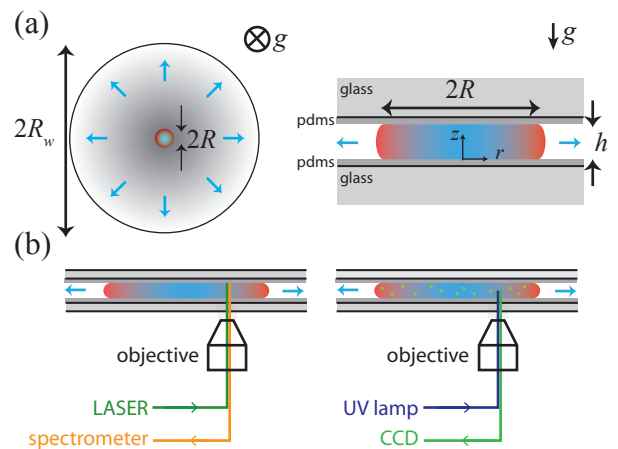 (a)
g
g
2R_w
2R
glass
2R
pdms
z
r
h
pdms
glass
(b)
objective
objective
LASER
UV lamp
spectrometer
CCD